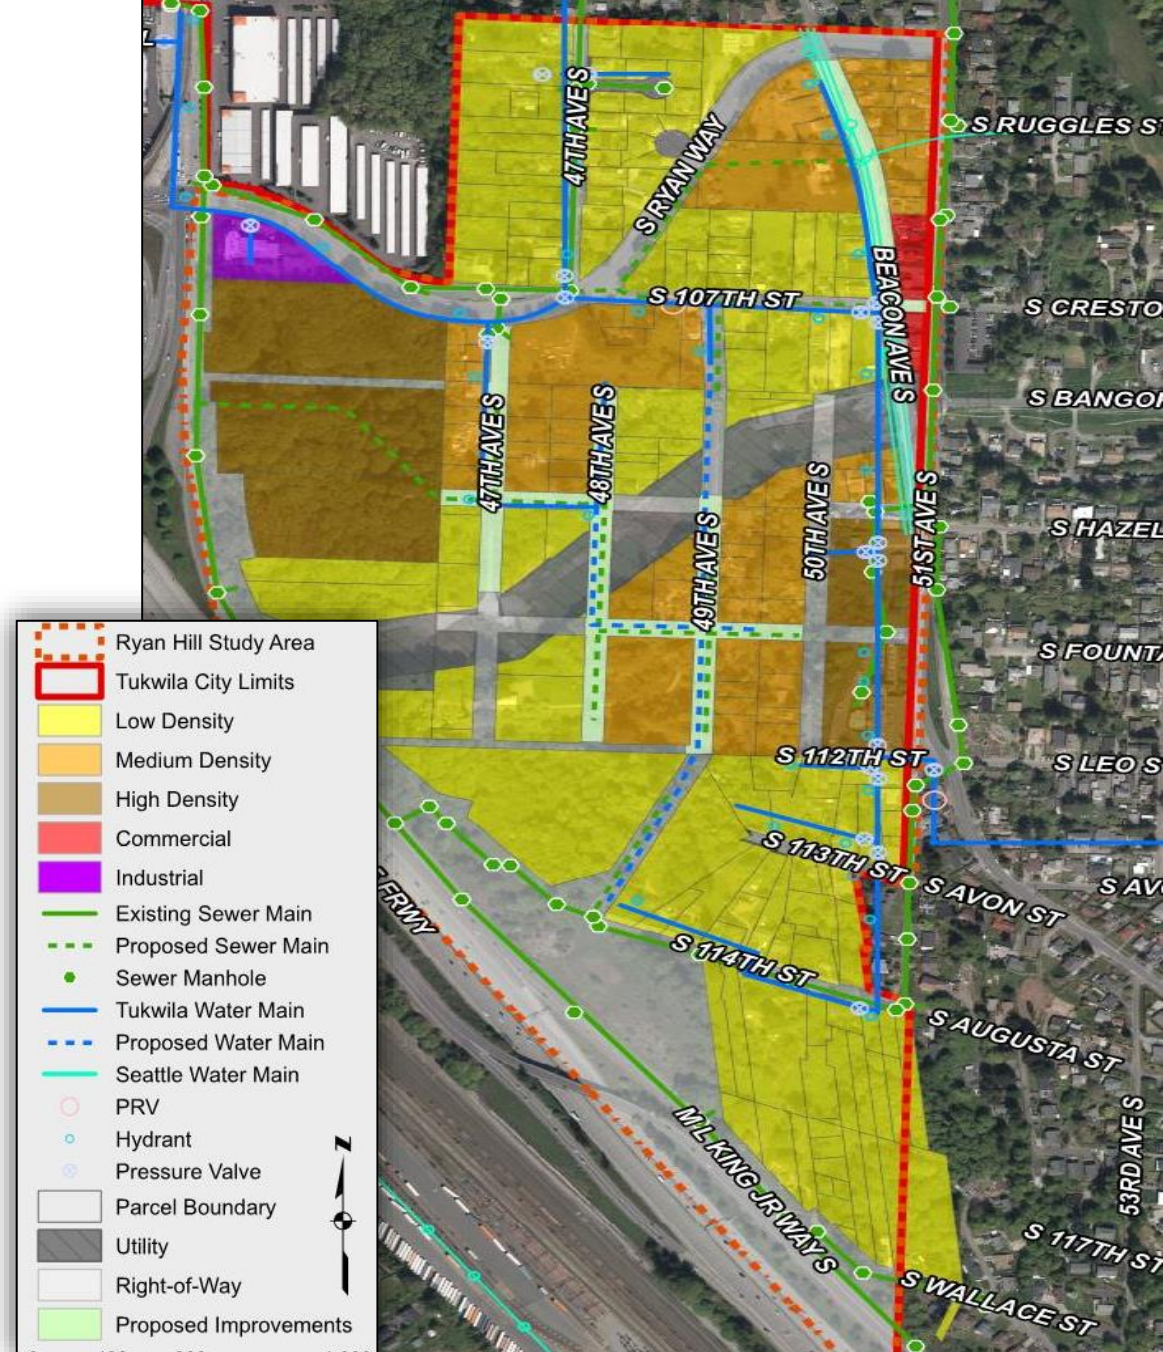 L
47TH AVE S
S RYAN WAY
S RUGGLES ST
BEACON AVE S
S 107TH ST
S CRESTO
S BANGOR
47TH AVE S
48TH AVE S
50TH AVE S
51ST AVE S
49TH AVE S
S HAZEL
S FOUNTA
S 112TH ST
S LEO S
S 113TH ST
S AVON ST
S AVO
S FRWY
S 114TH ST
S AUGUSTA ST
M L KING JR WAY S
53RD AVE S
S 117TH ST
S WALLACE ST
Ryan Hill Study Area
Tukwila City Limits
Low Density
Medium Density
High Density
Commercial
Industrial
Existing Sewer Main
Proposed Sewer Main
Sewer Manhole
Tukwila Water Main
Proposed Water Main
Seattle Water Main
PRV
Hydrant
Pressure Valve
Parcel Boundary
Utility
Right-of-Way
Proposed Improvements
N